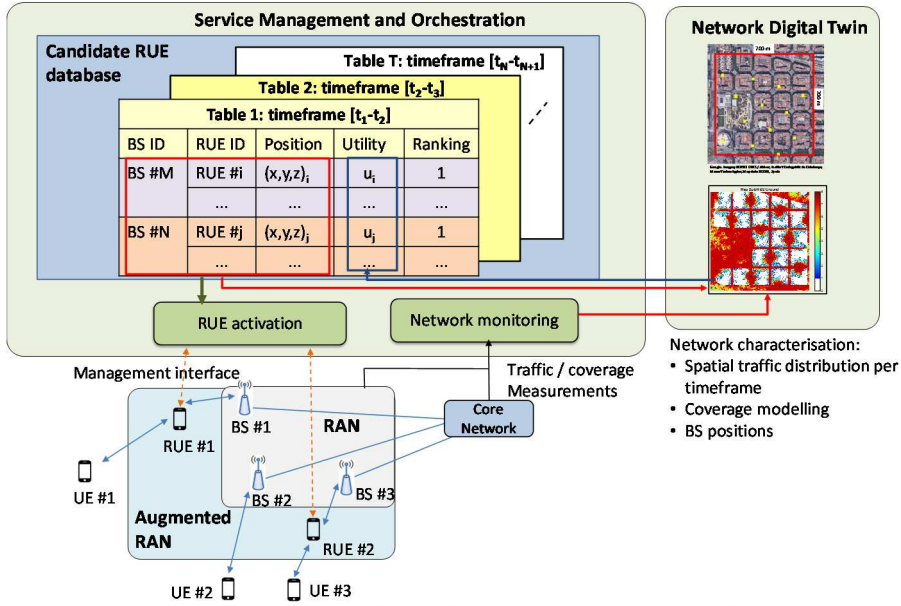 Service Management and Orchestration
Candidate RUE
database
Table T: timeframe [tN-tN+1]
Table 2: timeframe [t2-t3]
Table 1: timeframe [t1-t2]
BS ID RUE ID Position Utility Ranking
BS #M RUE #i (x,y,z)i ui 1
... ... ...
BS #N RUE #j (x,y,z)j uj 1
... ... ...
RUE activation
Network monitoring
Network Digital Twin
700 m
700 m
Network characterisation:
• Spatial traffic distribution per
timeframe
• Coverage modelling
• BS positions
Management interface
Traffic / coverage
Measurements
Core
Network
RAN
BS #1
RUE #1
UE #1
BS #2
BS #3
Augmented
RAN
RUE #2
UE #2
UE #3